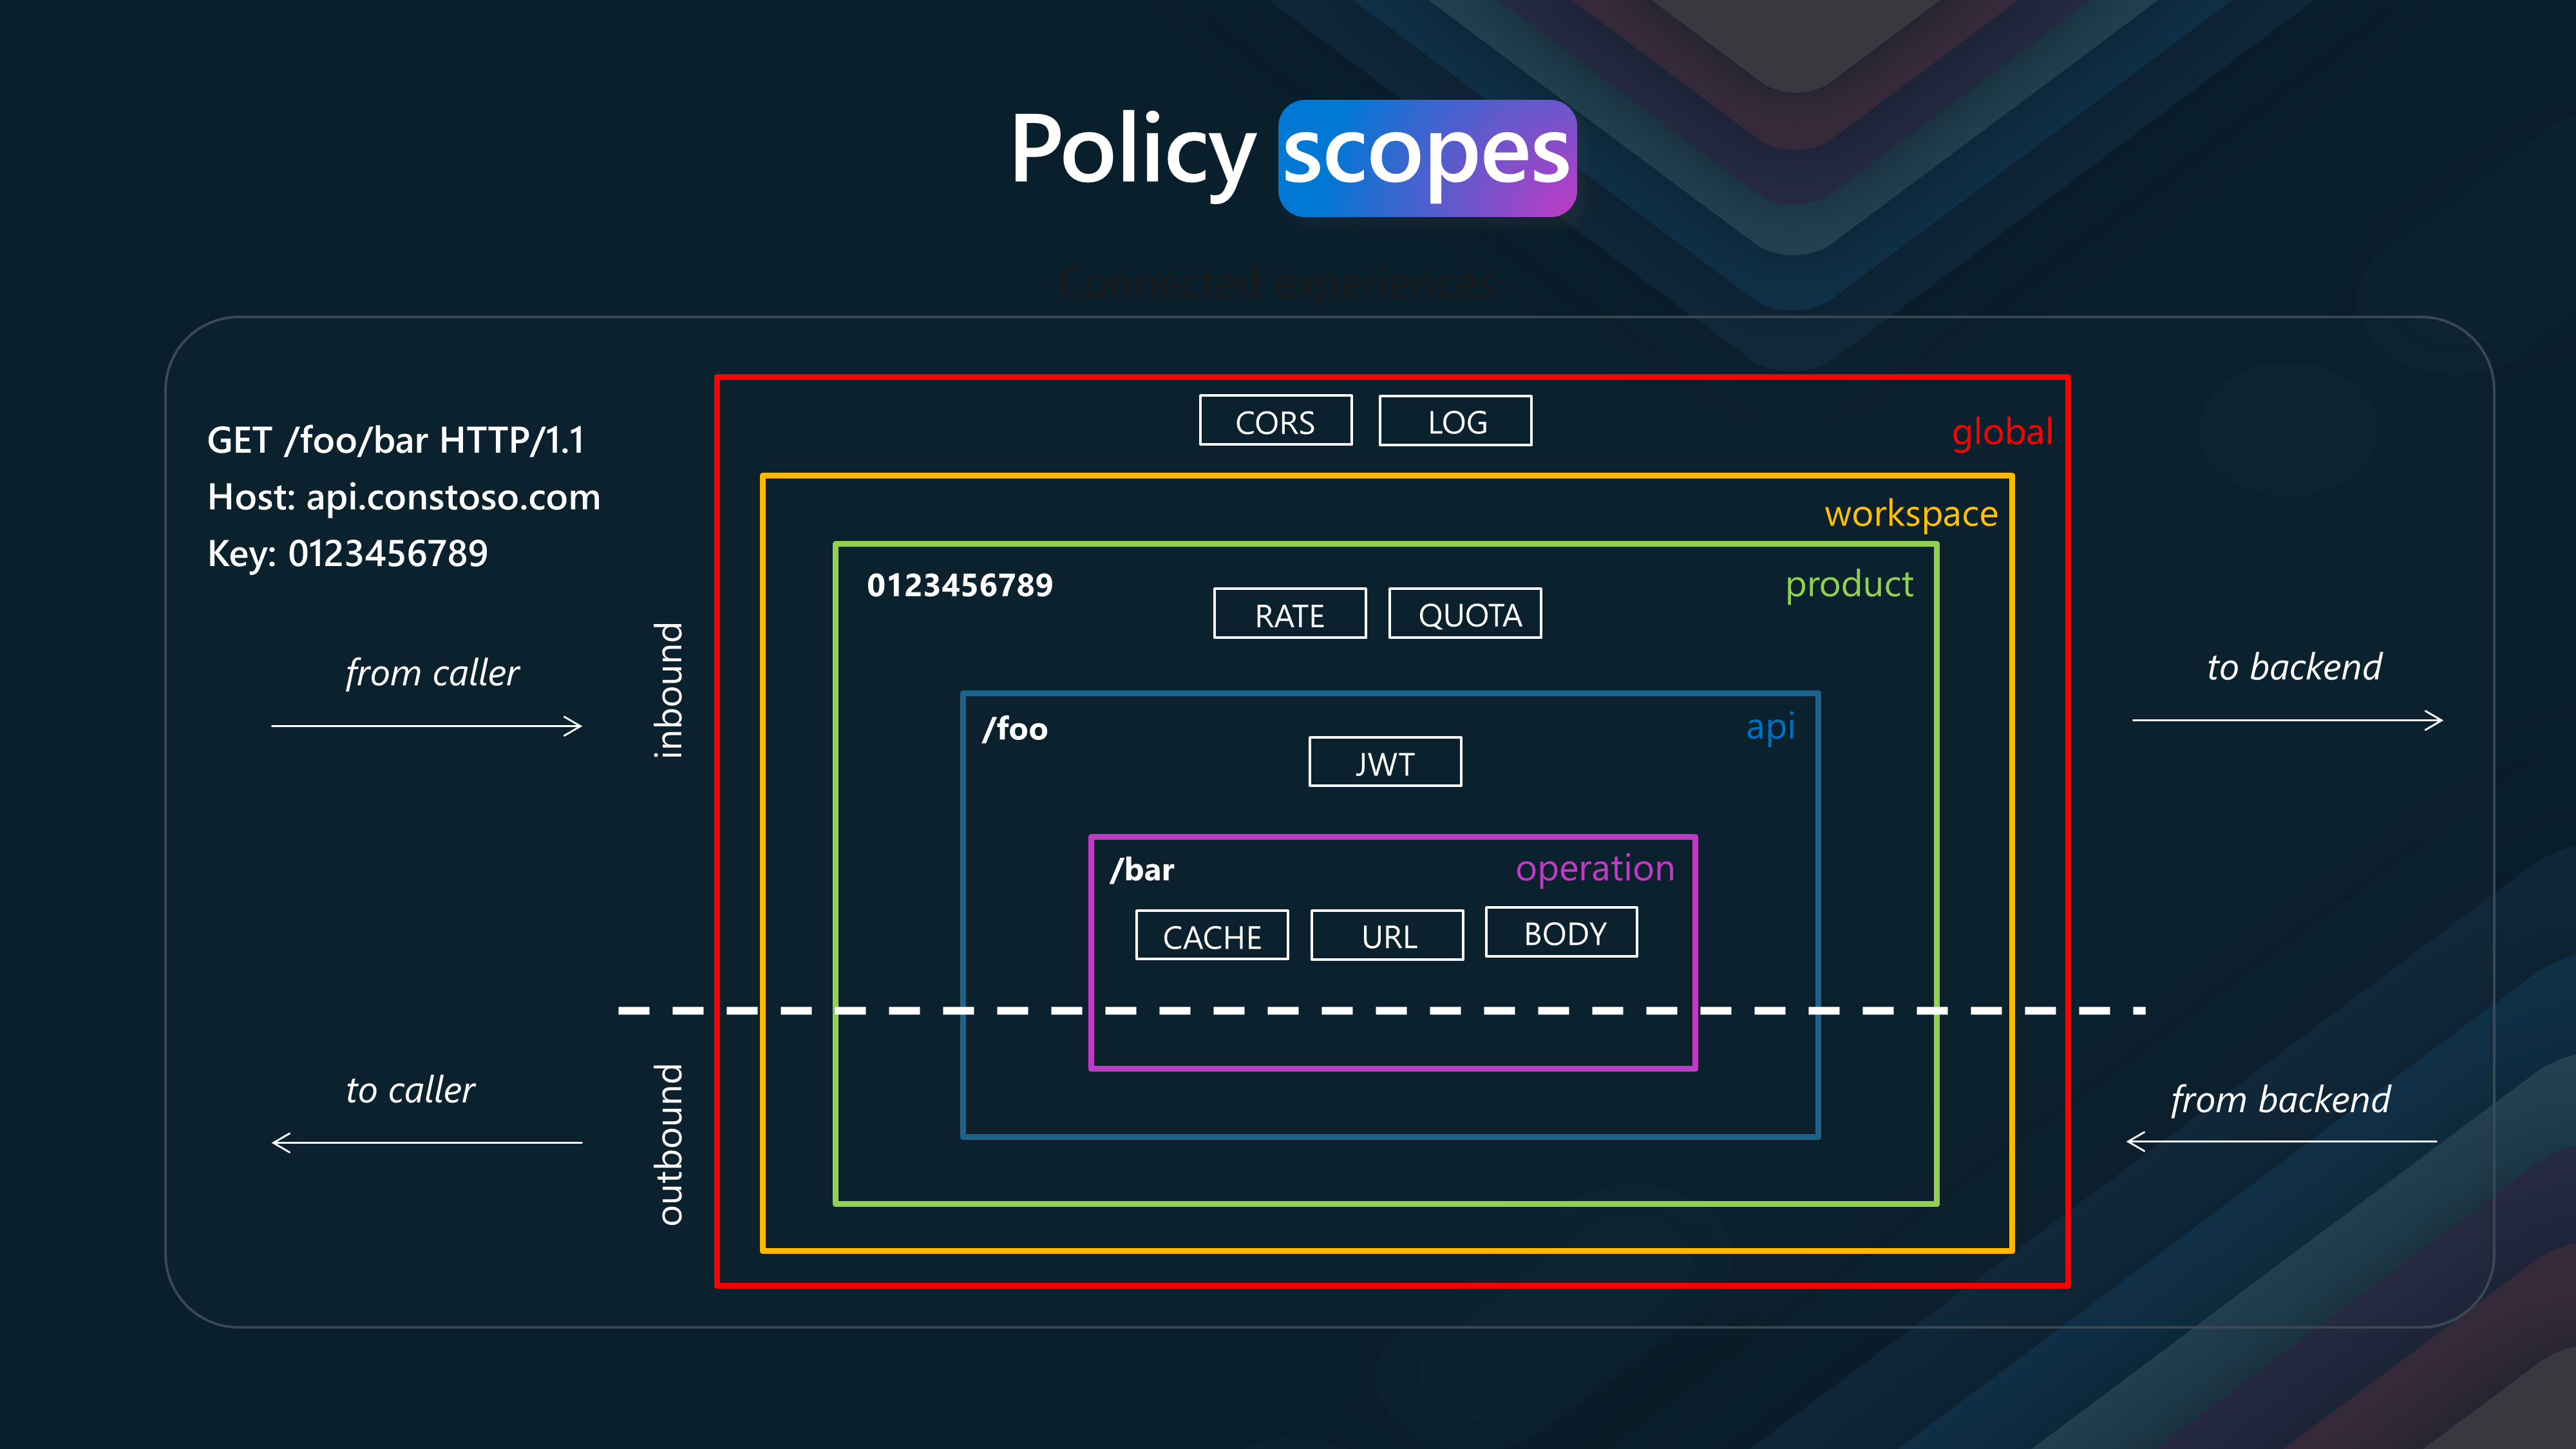 Policy scopes
Connected experiences
GET /foo/bar HTTP/1.1
Host: api.constoso.com
Key: 0123456789
from caller
inbound
CORS
LOG
global
workspace
0123456789
RATE
QUOTA
product
/foo
JWT
api
/bar
operation
CACHE
URL
BODY
to backend
to caller
outbound
from backend